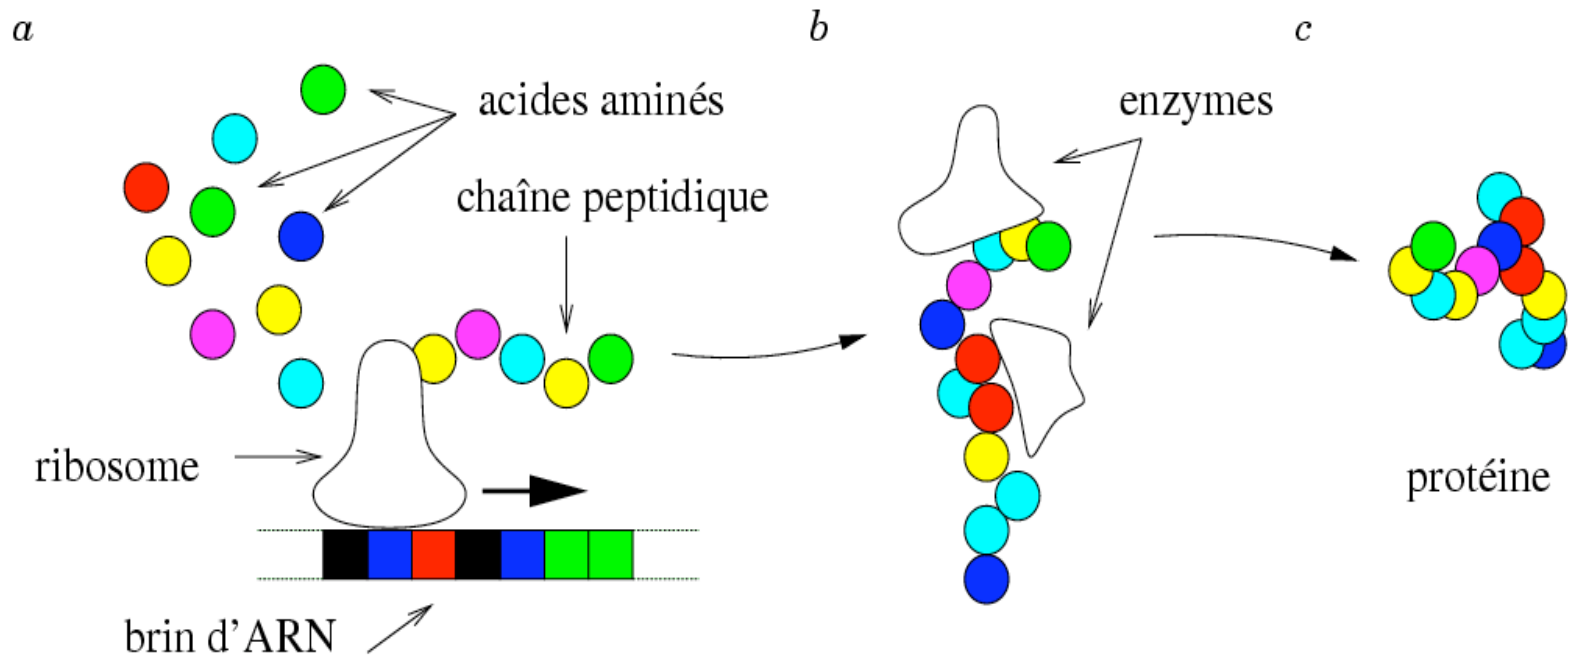 a
b
c
acides aminés
enzymes
chaîne peptidique
ribosome
protéine
brin d'ARN